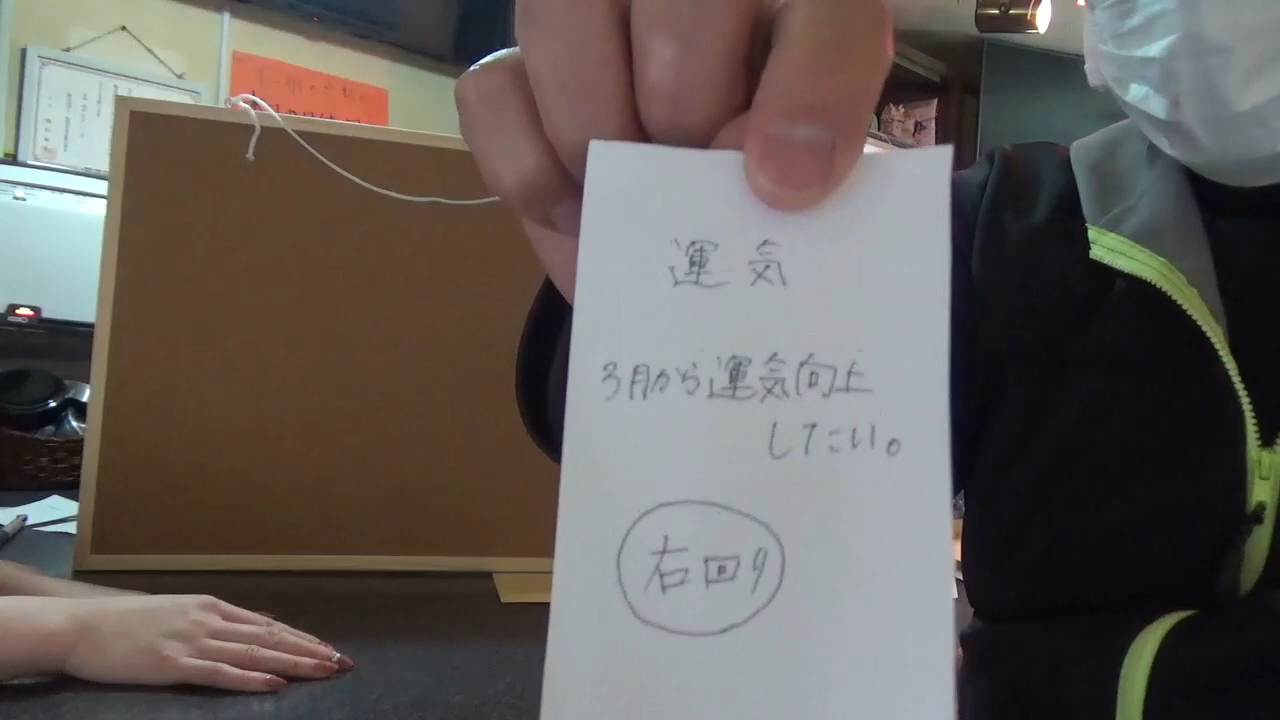 運気
3月から運気向上
したい。
右回り